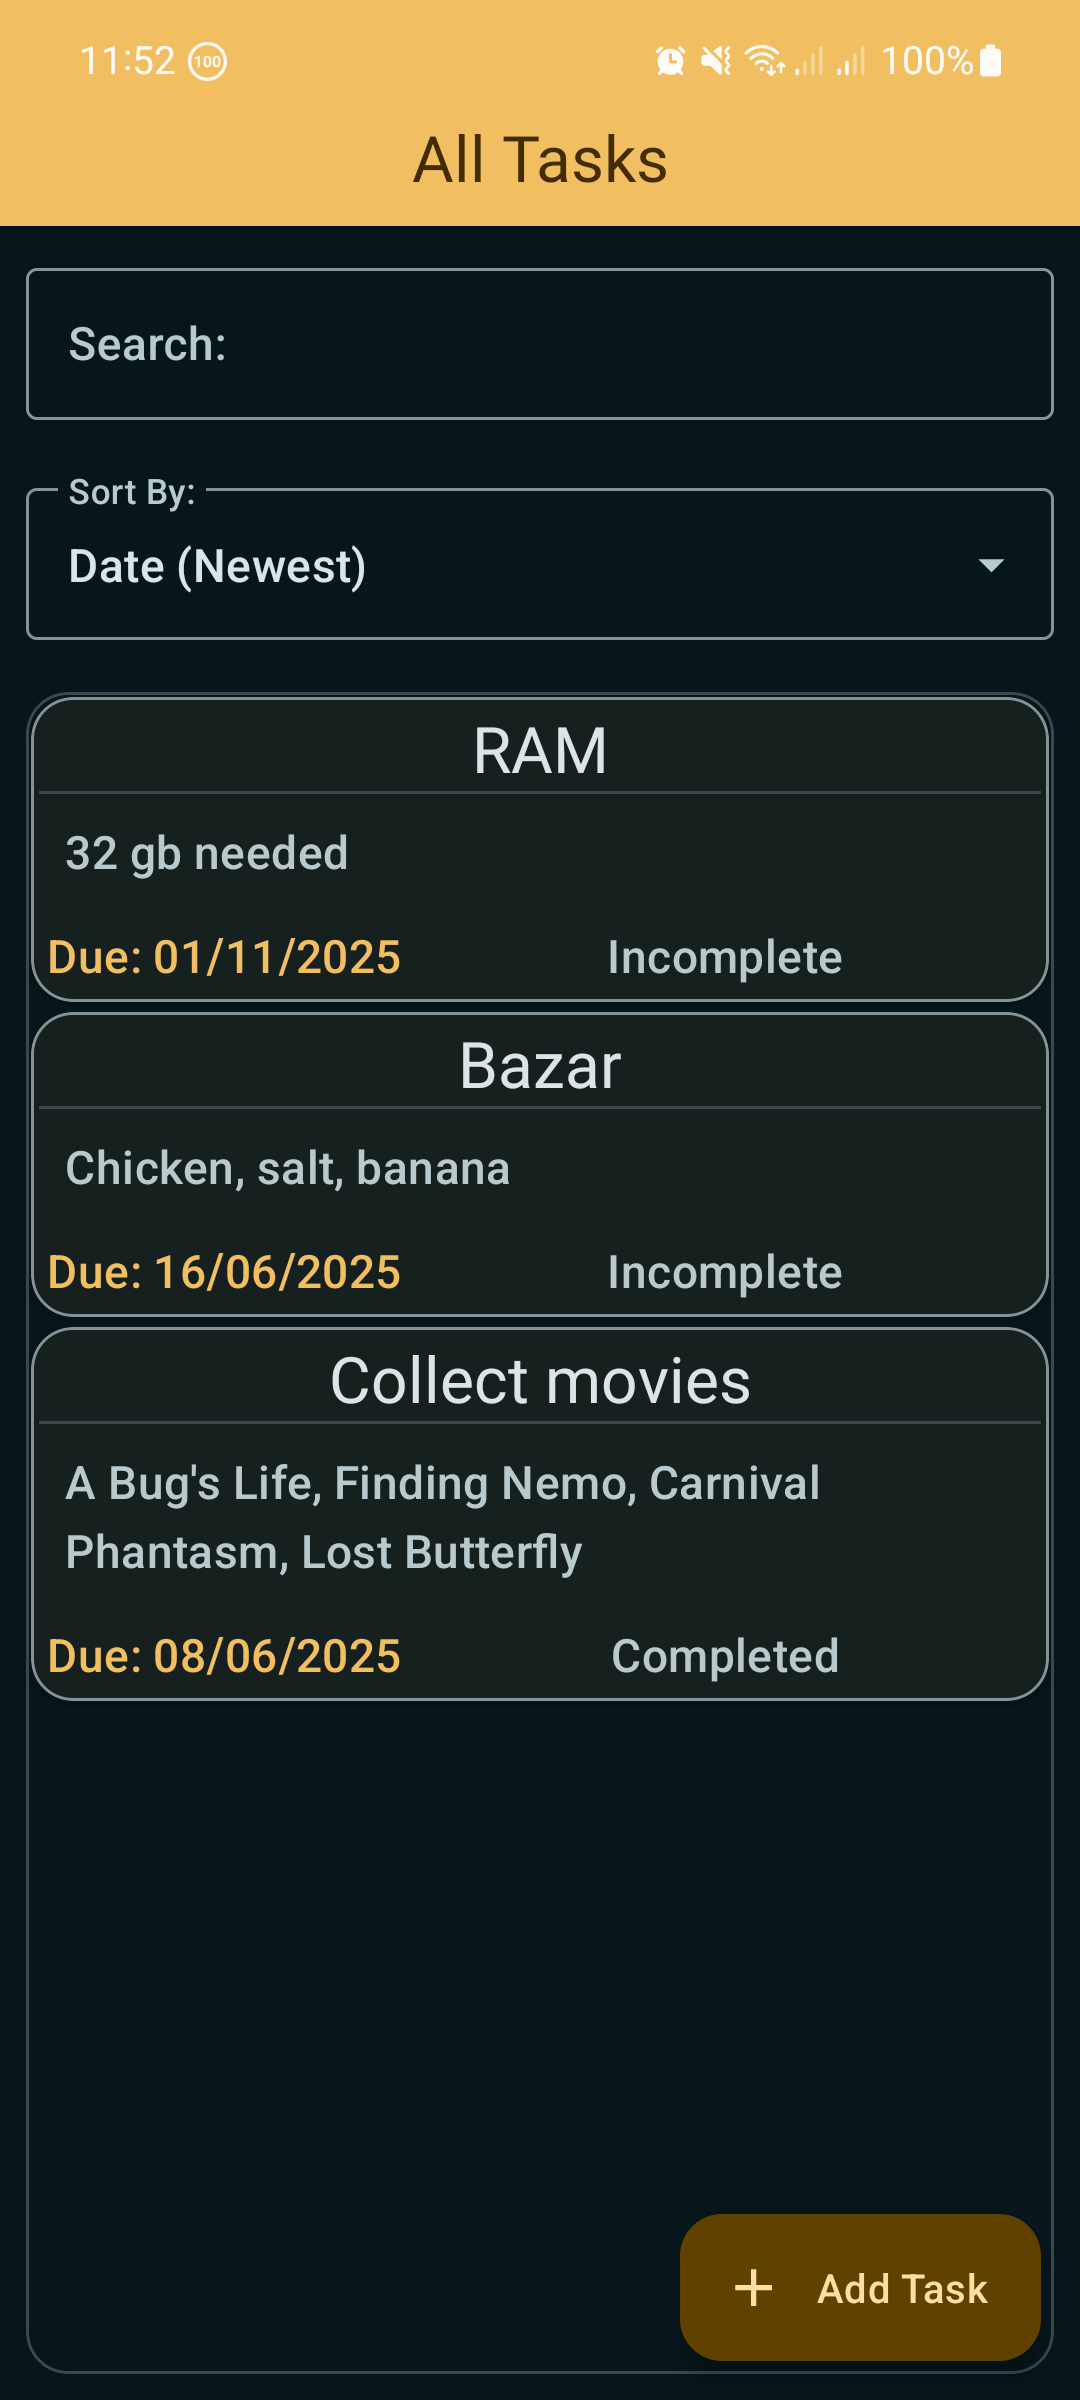 11:52 100 100%
All Tasks
Search:
Sort By:
Date (Newest)
RAM
32 gb needed
Due: 01/11/2025 Incomplete
Bazar
Chicken, salt, banana
Due: 16/06/2025 Incomplete
Collect movies
A Bug's Life, Finding Nemo, Carnival
Phantasm, Lost Butterfly
Due: 08/06/2025 Completed
+ Add Task